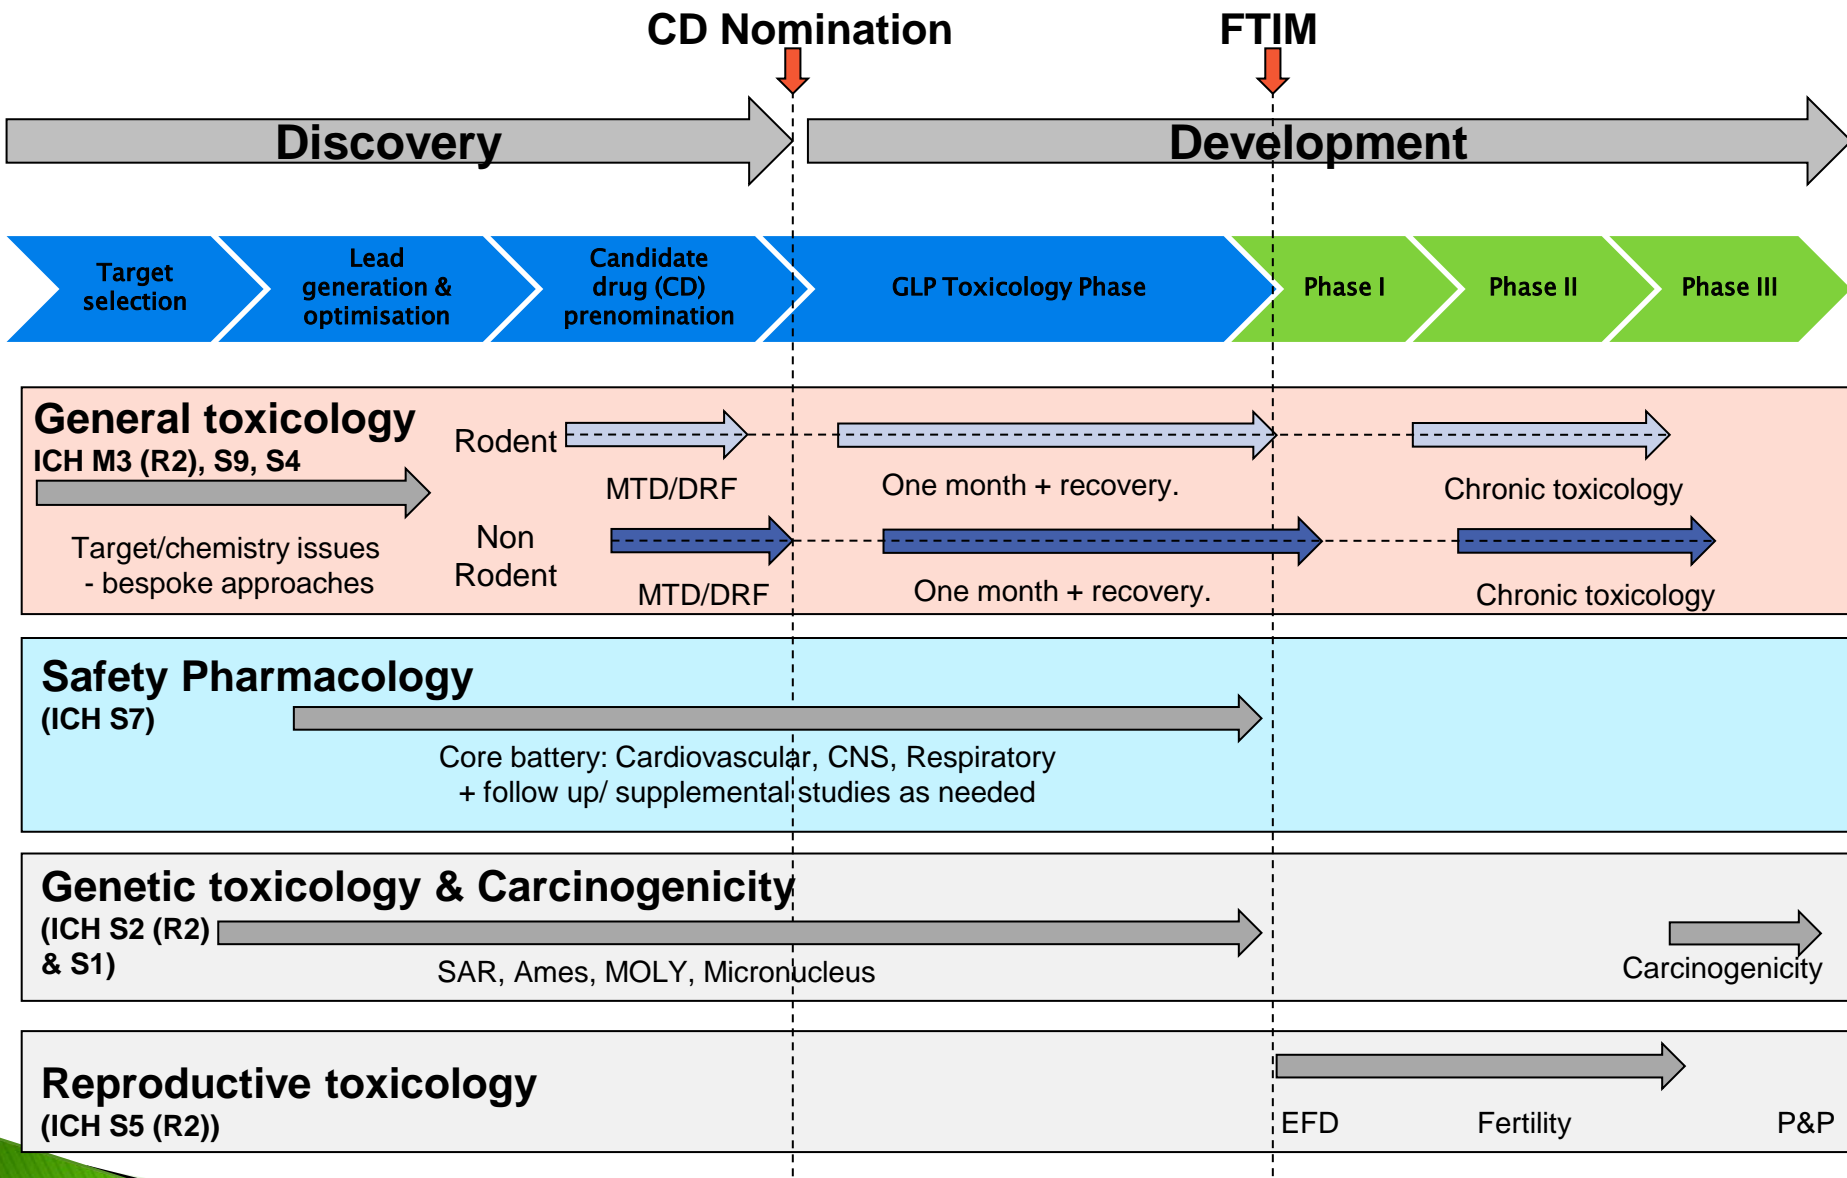 CD Nomination
FTIM
Discovery
Development
Target
selection
Lead
generation &
optimisation
Candidate
drug (CD)
prenomination
GLP Toxicology Phase
Phase I
Phase II
Phase III
General toxicology
ICH M3 (R2), S9, S4
Target/chemistry issues
- bespoke approaches
Rodent
MTD/DRF
One month + recovery.
Chronic toxicology
Non
Rodent
MTD/DRF
One month + recovery.
Chronic toxicology
Safety Pharmacology
(ICH S7)
Core battery: Cardiovascular, CNS, Respiratory
+ follow up/ supplemental studies as needed
Genetic toxicology & Carcinogenicity
(ICH S2 (R2)
& S1)
SAR, Ames, MOLY, Micronucleus
Carcinogenicity
Reproductive toxicology
(ICH S5 (R2))
EFD
Fertility
P&P